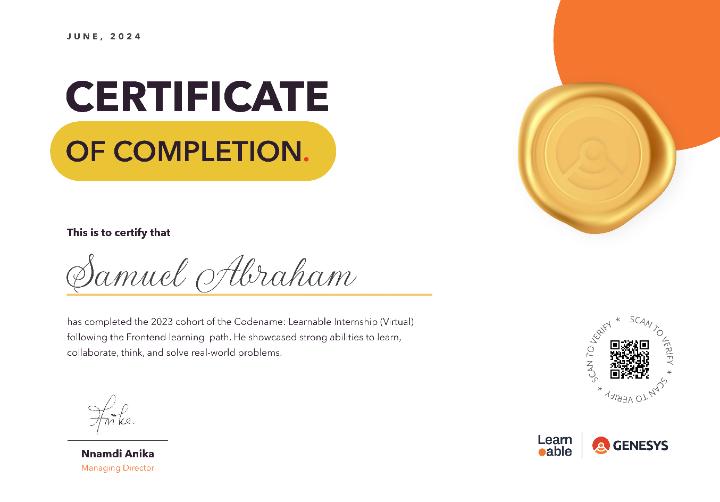 JUNE, 2024
CERTIFICATE
OF COMPLETION.
This is to certify that
Samuel Abraham
has completed the 2023 cohort of the Codename: Learnable Internship (Virtual)
following the Frontend learning path. He showcased strong abilities to learn,
collaborate, think, and solve real-world problems.
SCAN TO VERIFY * SCAN TO VERIFY * SCAN TO VERIFY *
Anika
Nnamdi Anika
Managing Director
Learn
able
GENESYS